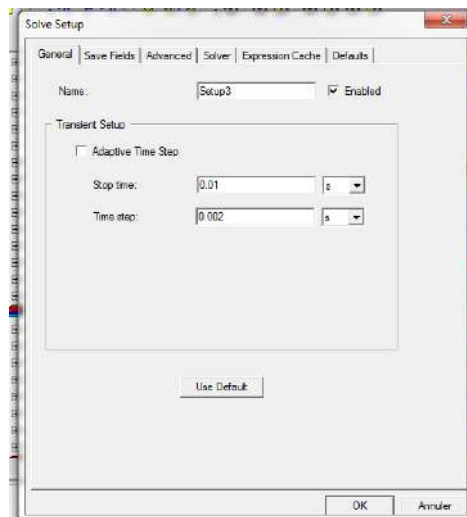 Solve Setup
General Save Fields Advanced Solver Expression Cache Defaults
Name: Setup3 Enabled
Transient Setup
Adaptive Time Step
Stop time: 0.01 s
Time step: 0.002 s
Use Default
OK Annuler